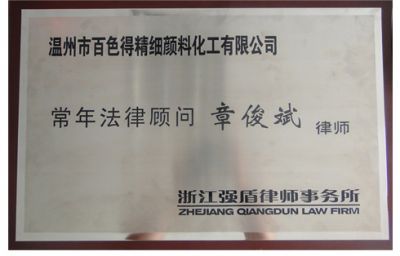 温州市百色得精细颜料化工有限公司
常年法律顾问 章俊斌 律师
浙江强盾律师事务所
ZHEJIANG QIANGDUN LAW FIRM